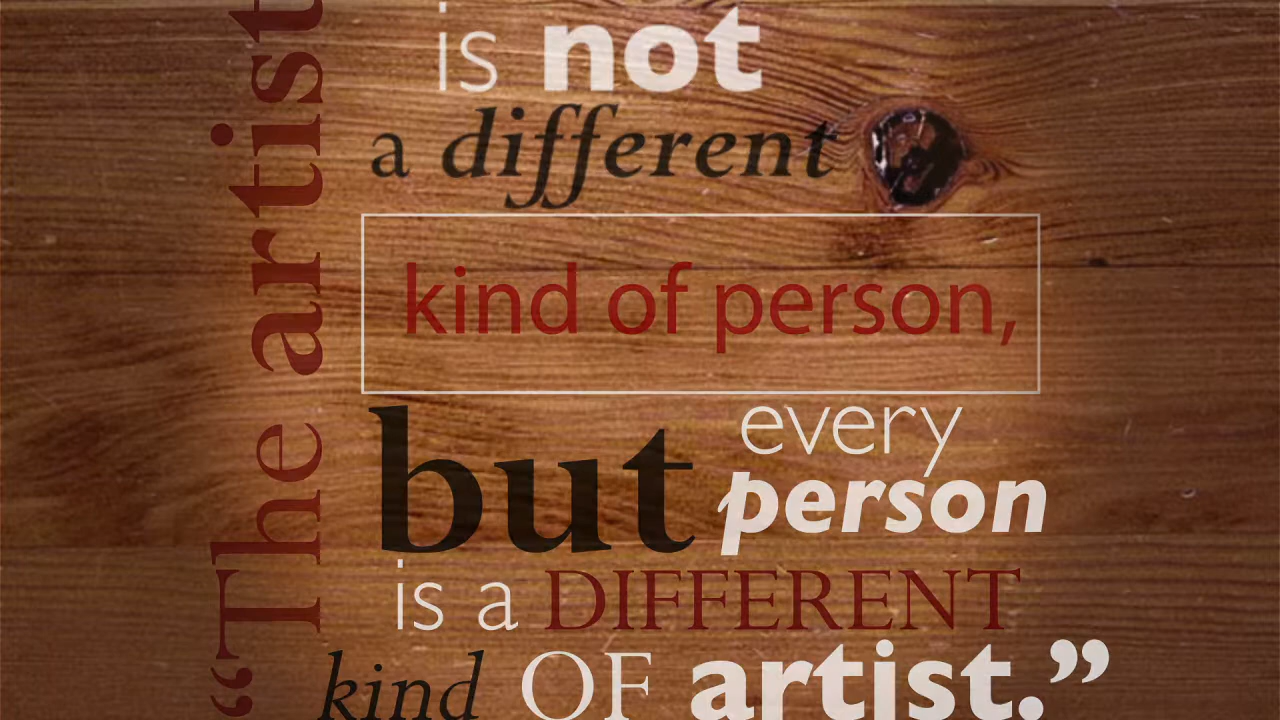 “The artist
is not
a different
kind of person,
but every
person
is a DIFFERENT
kind OF artist.”